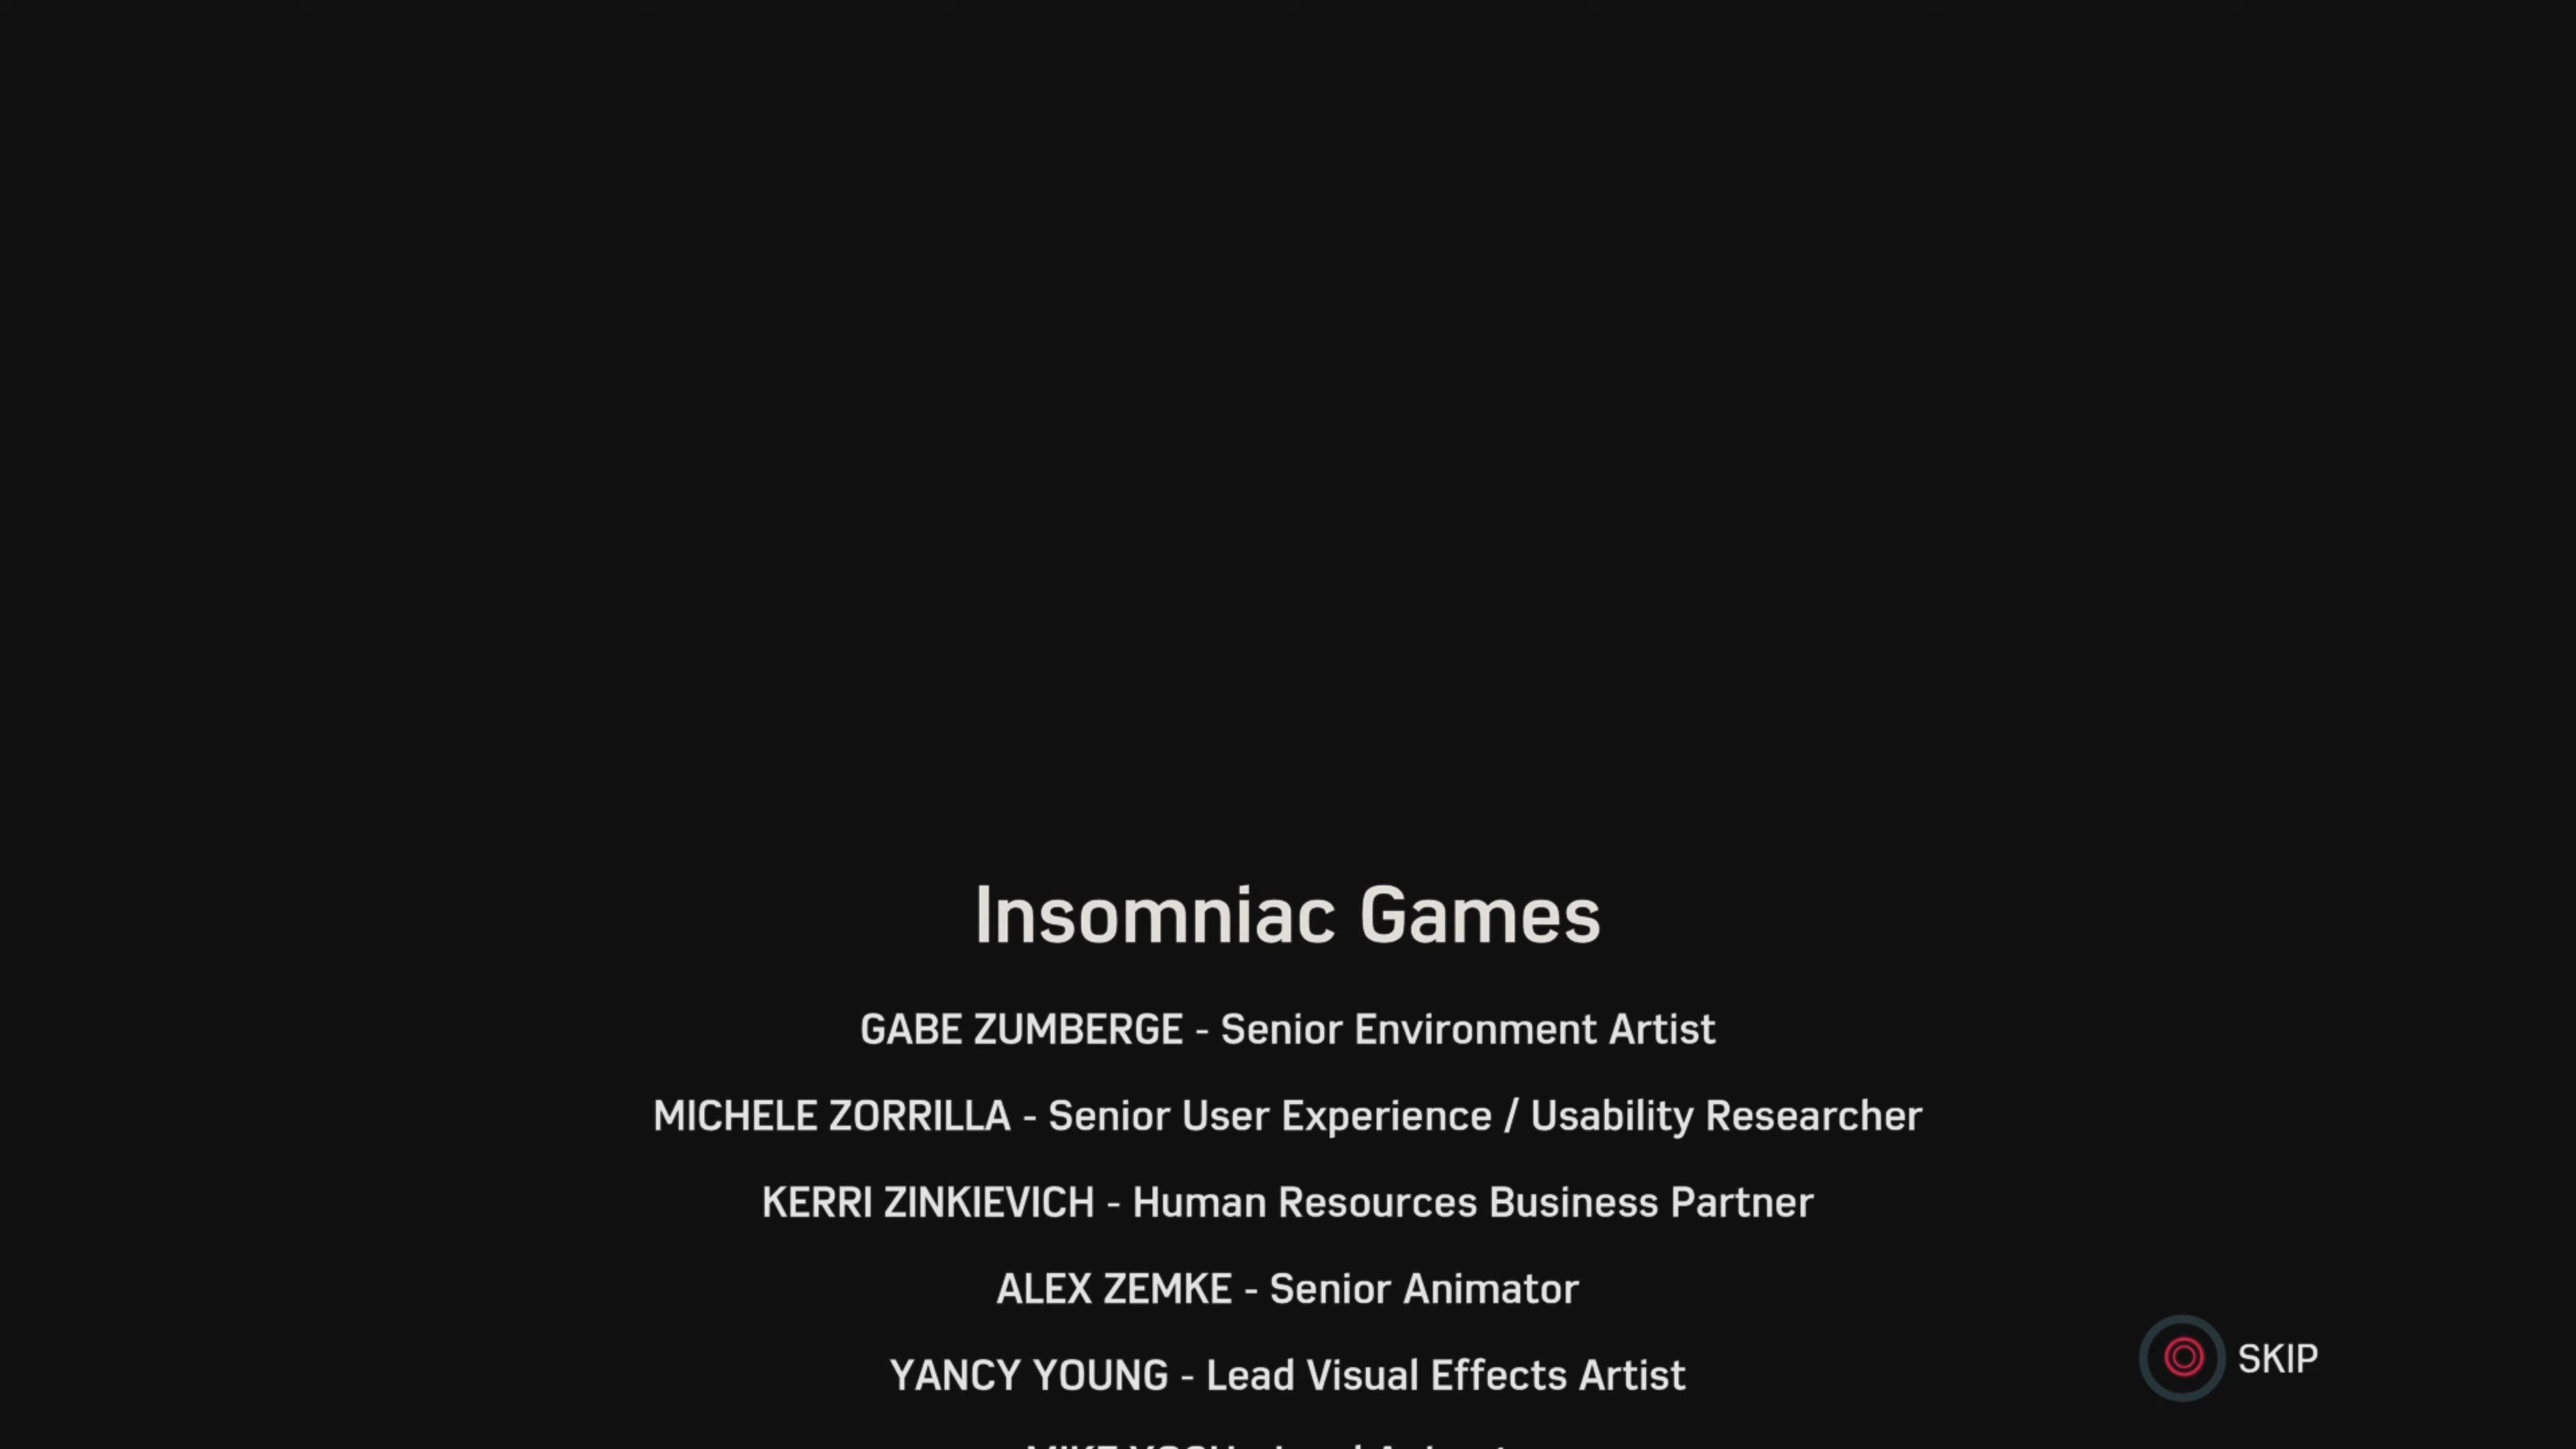 Insomniac Games
GABE ZUMBERGE - Senior Environment Artist
MICHELE ZORRILLA - Senior User Experience / Usability Researcher
KERRI ZINKIEVICH - Human Resources Business Partner
ALEX ZEMKE - Senior Animator
SKIP
YANCY YOUNG - Lead Visual Effects Artist